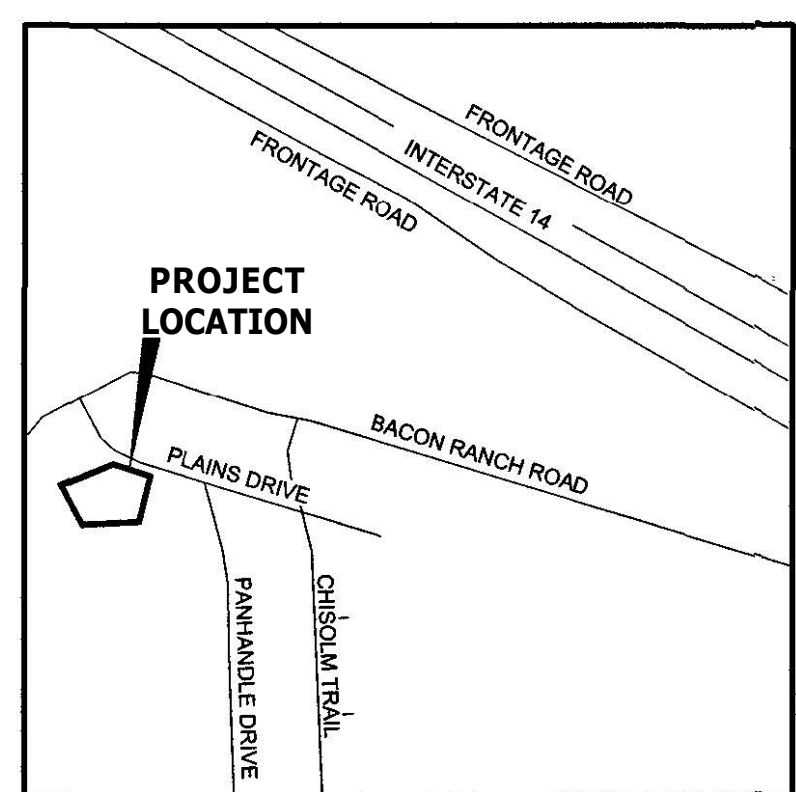 FRONTAGE ROAD
INTERSTATE 14
FRONTAGE ROAD
PROJECT
LOCATION
BACON RANCH ROAD
PLAINS DRIVE
PANHANDLE DRIVE
CHISOLM TRAIL